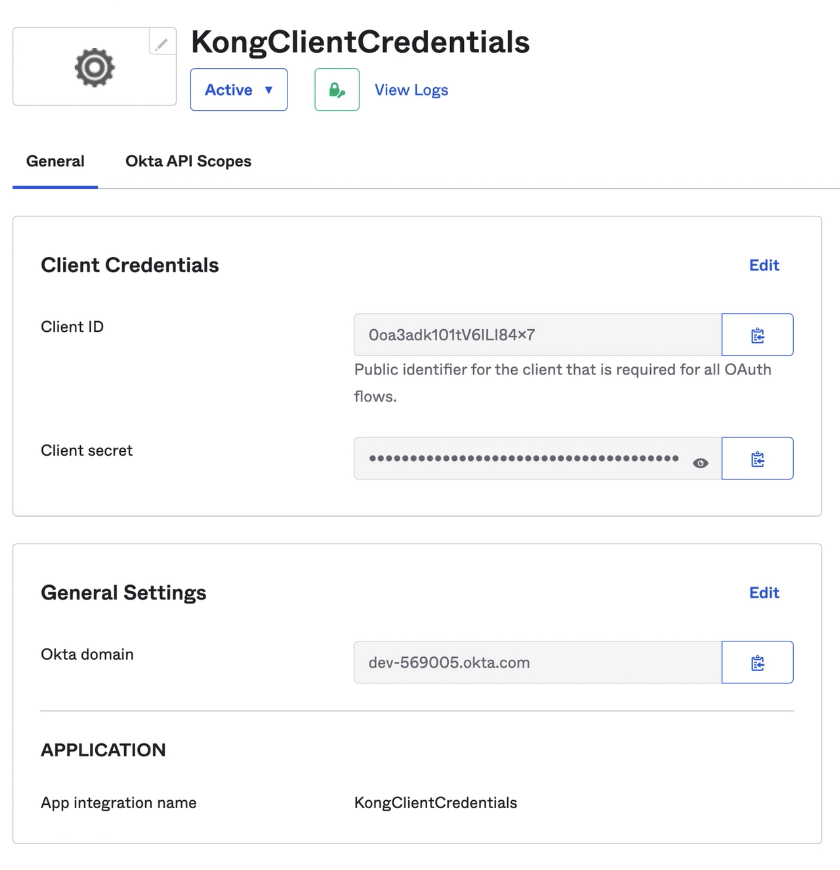 KongClientCredentials
Active ▼
View Logs
General
Okta API Scopes
Client Credentials
Edit
Client ID
0oa3adk101tV6ILI84x7
Public identifier for the client that is required for all OAuth
flows.
Client secret
••••••••••••••••••••••••••••••••••••••••
General Settings
Edit
Okta domain
dev-569005.okta.com
APPLICATION
App integration name
KongClientCredentials